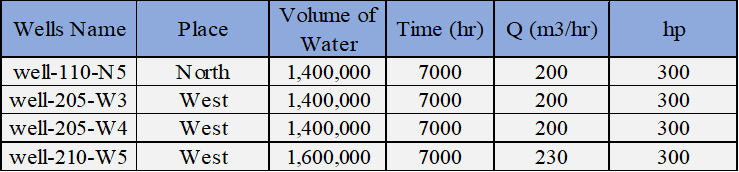 Wells Name Place Volume of Water Time (hr) Q (m3/hr) hp
well-110-N5 North 1,400,000 7000 200 300
well-205-W3 West 1,400,000 7000 200 300
well-205-W4 West 1,400,000 7000 200 300
well-210-W5 West 1,600,000 7000 230 300